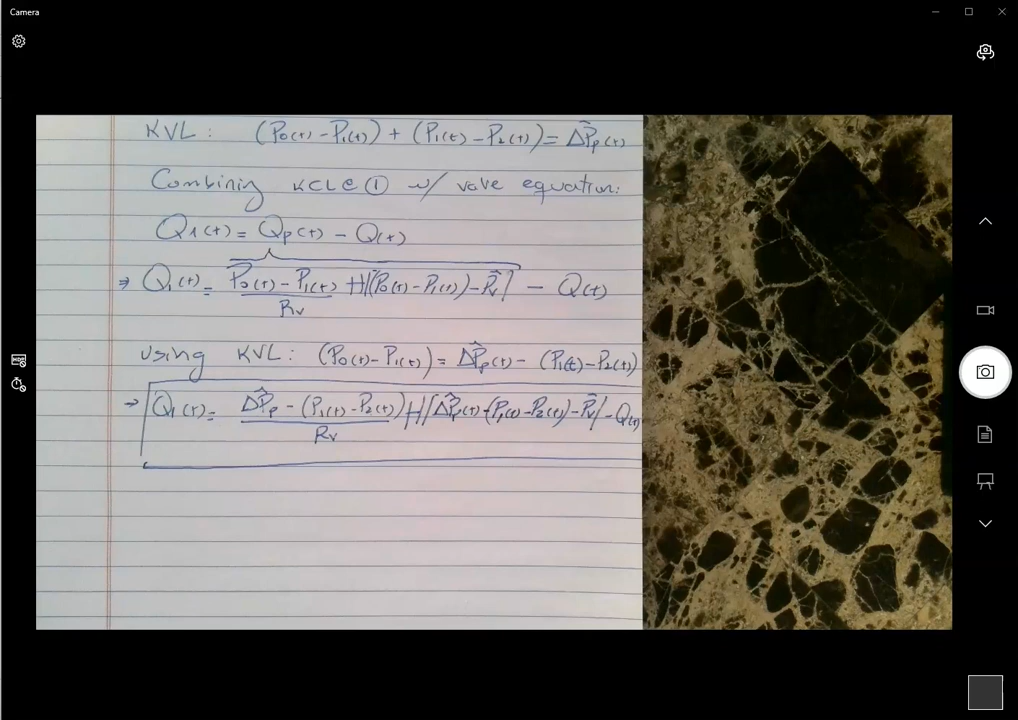 Camera
KVL: (P₀(t) - P₁(t)) + (P₁(t) - P₂(t)) = ΔP̂p(t)
Combining KCL @ ① w/ valve equation:
Q₁(t) = Qp(t) - Q(t)
⇒ Q₁(t) = (P₀(t) - P₁(t))/Rv H[(P₀(t) - P₁(t)) - P̂v] - Q(t)
Using KVL: (P₀(t) - P₁(t)) = ΔP̂p(t) - (P₁(t) - P₂(t))
→ Q₁(t) = (ΔP̂p - (P₁(t) - P₂(t)))/Rv H[ΔP̂p(t) - (P₁(t) - P₂(t)) - P̂v] - Q(t)